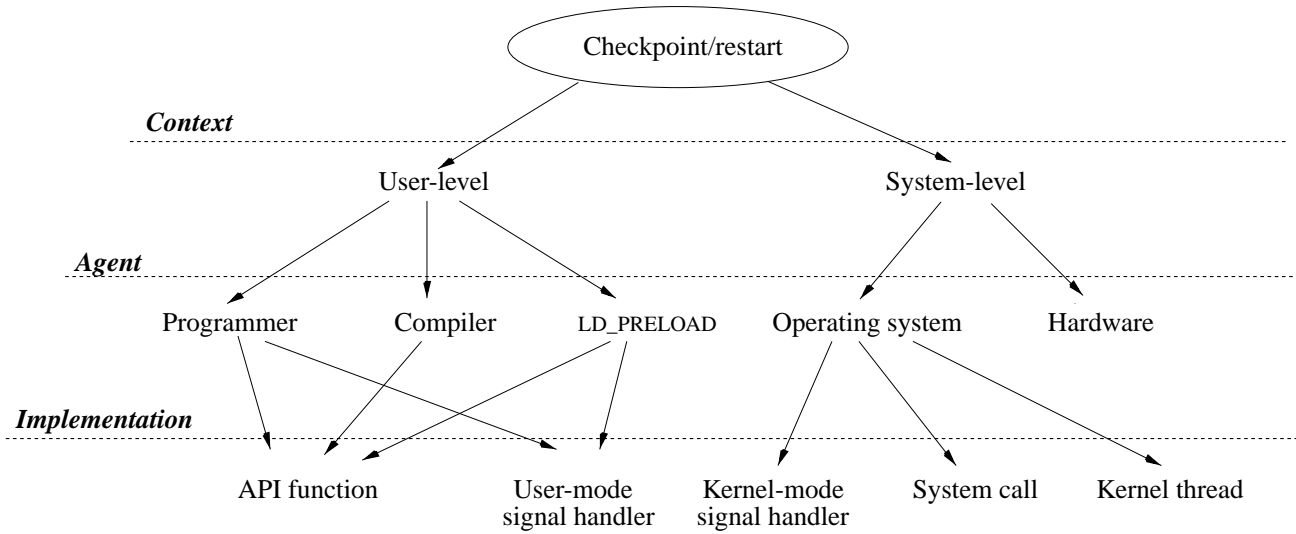 Checkpoint/restart
Context
User-level
System-level
Agent
Programmer
Compiler
LD_PRELOAD
Operating system
Hardware
Implementation
API function
User-mode
signal handler
Kernel-mode
signal handler
System call
Kernel thread